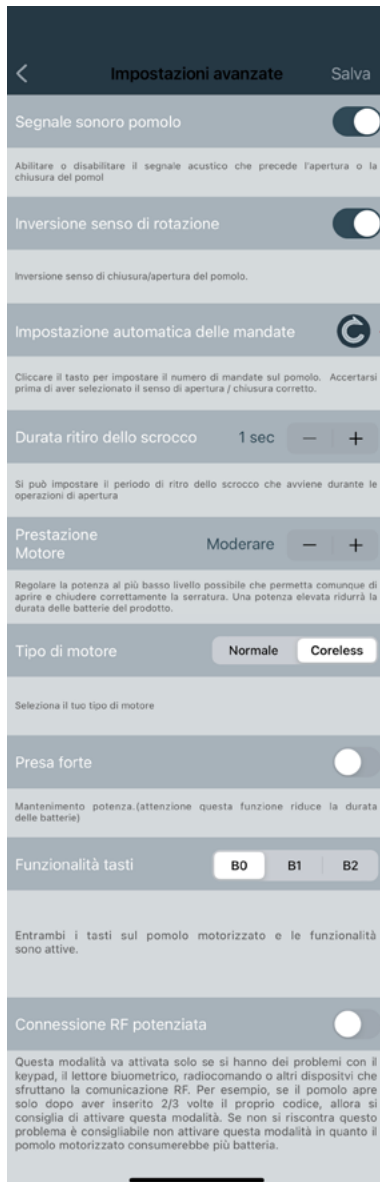 Impostazioni avanzate Salva
Segnale sonoro pomolo
Abilitare o disabilitare il segnale acustico che precede l'apertura o la
chiusura del pomol
Inversione senso di rotazione
Inversione senso di chiusura/apertura del pomolo.
Impostazione automatica delle mandate
Cliccare il tasto per impostare il numero di mandate sul pomolo. Accertarsi
prima di aver selezionato il senso di apertura / chiusura corretto.
Durata ritiro dello scrocco 1 sec − +
Si può impostare il periodo di ritro dello scrocco che avviene durante le
operazioni di apertura
Prestazione
Motore Moderare − +
Regolare la potenza al più basso livello possibile che permetta comunque di
aprire e chiudere correttamente la serratura. Una potenza elevata ridurrà la
durata delle batterie del prodotto.
Tipo di motore Normale Coreless
Seleziona il tuo tipo di motore
Presa forte
Mantenimento potenza.(attenzione questa funzione riduce la durata
delle batterie)
Funzionalità tasti B0 B1 B2
Entrambi i tasti sul pomolo motorizzato e le funzionalità
sono attive.
Connessione RF potenziata
Questa modalità va attivata solo se si hanno dei problemi con il
keypad, il lettore biuometrico, radiocomando o altri dispositvi che
sfruttano la comunicazione RF. Per esempio, se il pomolo apre
solo dopo aver inserito 2/3 volte il proprio codice, allora si
consiglia di attivare questa modalità. Se non si riscontra questo
problema è consigliabile non attivare questa modalità in quanto il
pomolo motorizzato consumerebbe più batteria.